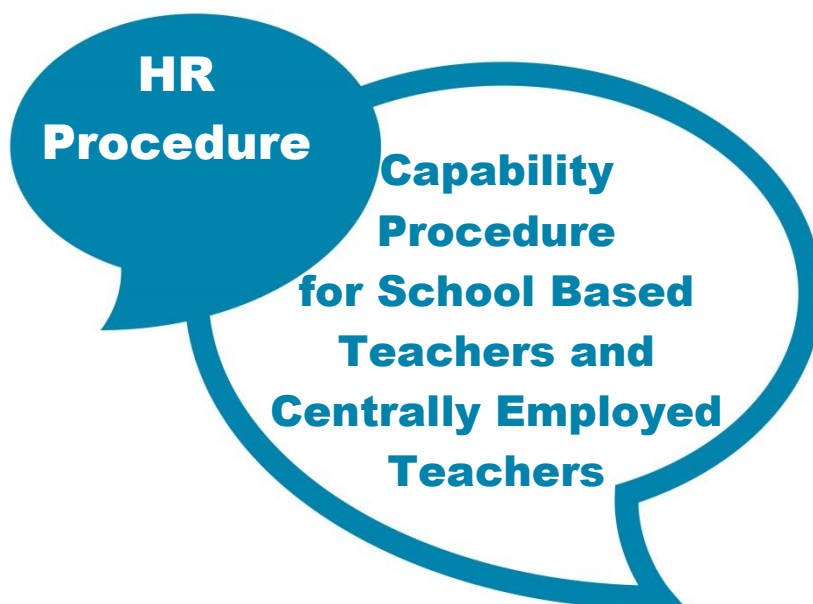 HR
Procedure
Capability
Procedure
for School Based
Teachers and
Centrally Employed
Teachers